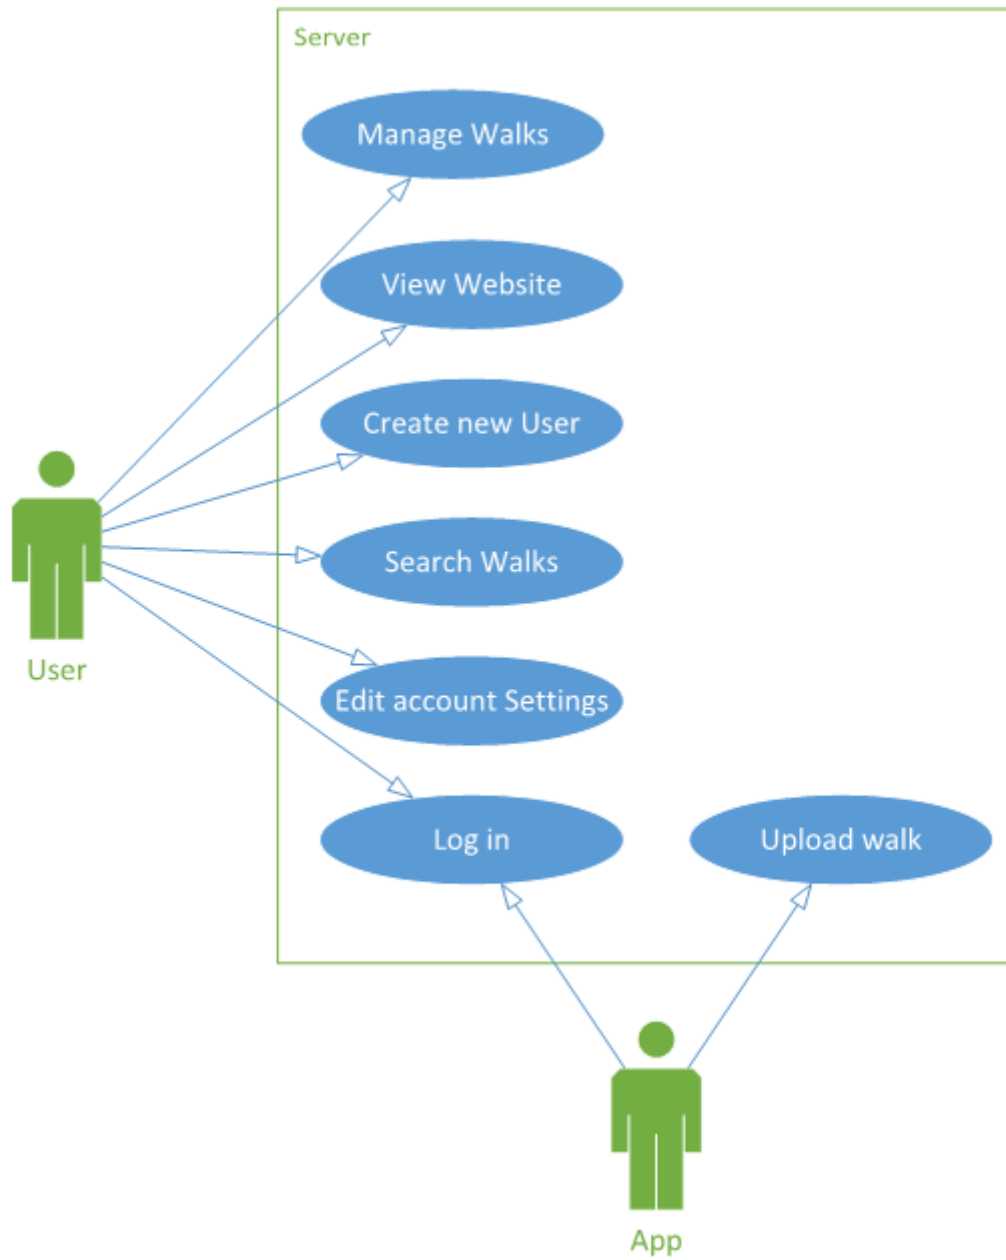 Server
Manage Walks
View Website
Create new User
Search Walks
User
Edit account Settings
Log in
Upload walk
App